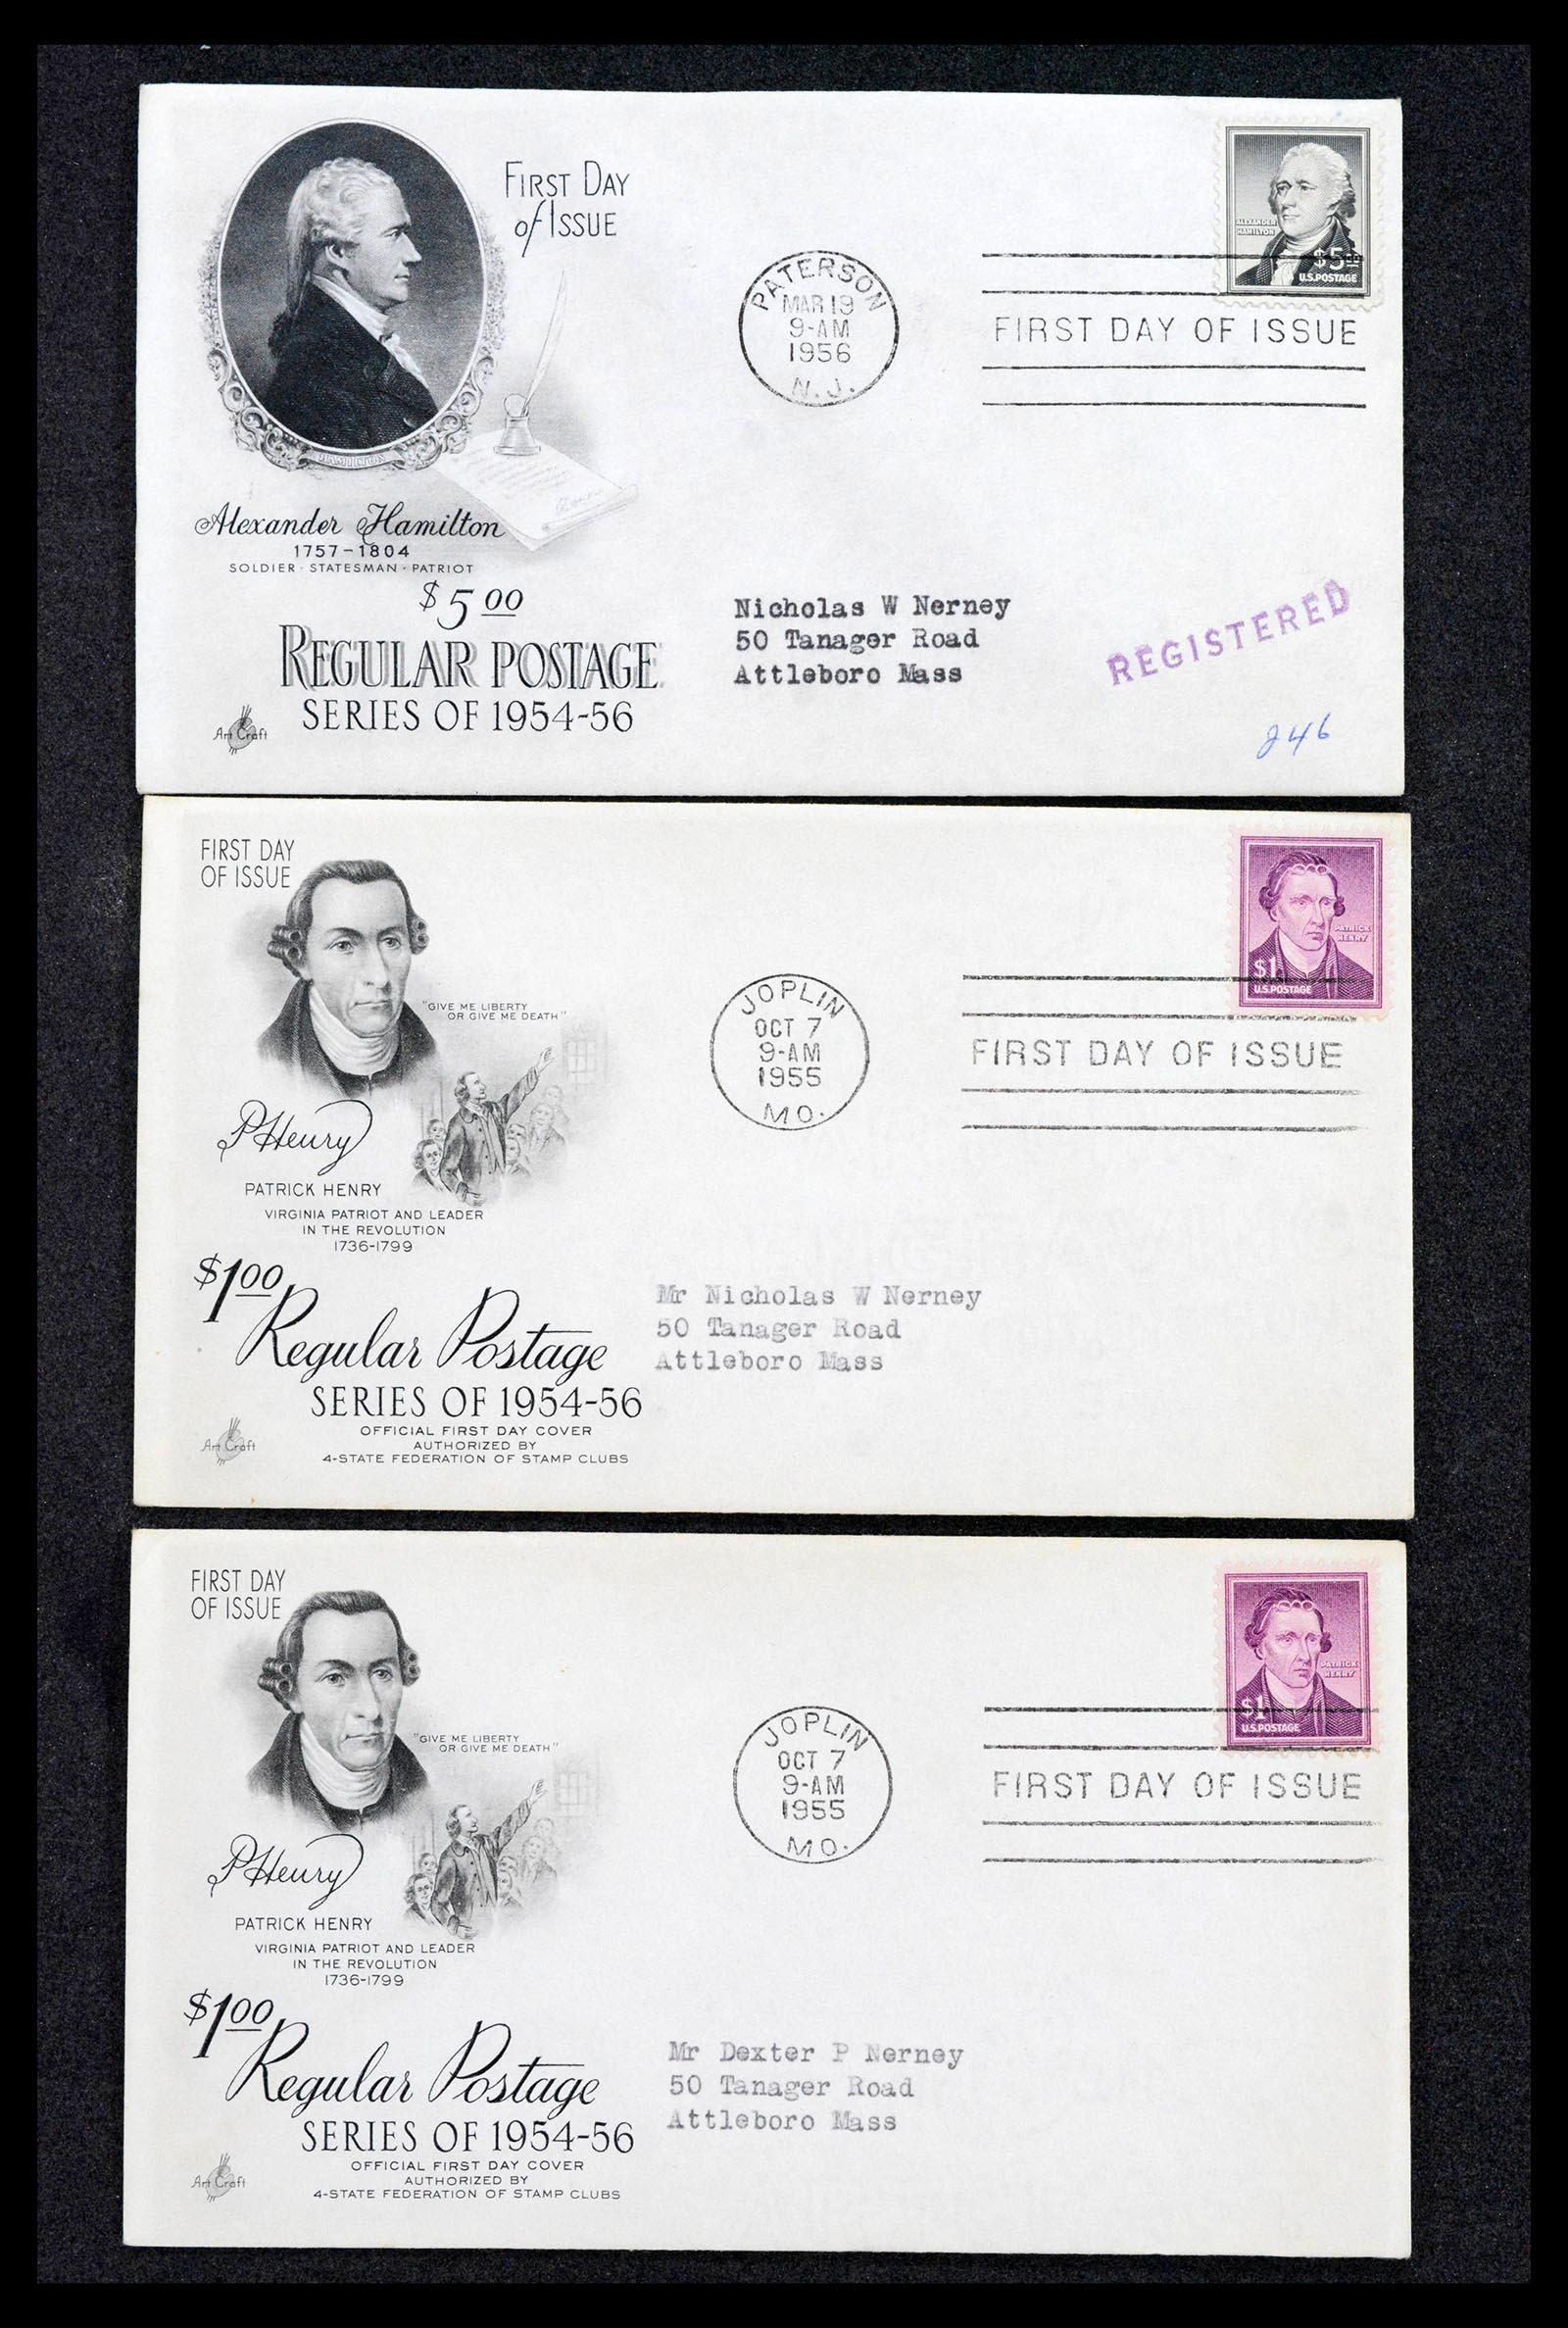 FIRST DAY
of ISSUE
HAMILTON
Alexander Hamilton
1757-1804
SOLDIER · STATESMAN · PATRIOT
$5.00
REGULAR POSTAGE
SERIES OF 1954-56
Art Craft
PATERSON
MAR 19
9-AM
1956
N. J.
ALEXANDER
HAMILTON
$5.00
U.S. POSTAGE
FIRST DAY OF ISSUE
Nicholas W Nerney
50 Tanager Road
Attleboro Mass
REGISTERED
246
FIRST DAY
OF ISSUE
"GIVE ME LIBERTY
OR GIVE ME DEATH"
P Henry
PATRICK HENRY
VIRGINIA PATRIOT AND LEADER
IN THE REVOLUTION
1736-1799
$1.00
Regular Postage
SERIES OF 1954-56
OFFICIAL FIRST DAY COVER
AUTHORIZED BY
4-STATE FEDERATION OF STAMP CLUBS
Art Craft
JOPLIN
OCT 7
9-AM
1955
MO.
PATRICK
HENRY
$1
U.S. POSTAGE
FIRST DAY OF ISSUE
Mr Nicholas W Nerney
50 Tanager Road
Attleboro Mass
FIRST DAY
OF ISSUE
"GIVE ME LIBERTY
OR GIVE ME DEATH"
P Henry
PATRICK HENRY
VIRGINIA PATRIOT AND LEADER
IN THE REVOLUTION
1736-1799
$1.00
Regular Postage
SERIES OF 1954-56
OFFICIAL FIRST DAY COVER
AUTHORIZED BY
4-STATE FEDERATION OF STAMP CLUBS
Art Craft
JOPLIN
OCT 7
9-AM
1955
MO.
PATRICK
HENRY
$1
U.S. POSTAGE
FIRST DAY OF ISSUE
Mr Dexter P Nerney
50 Tanager Road
Attleboro Mass